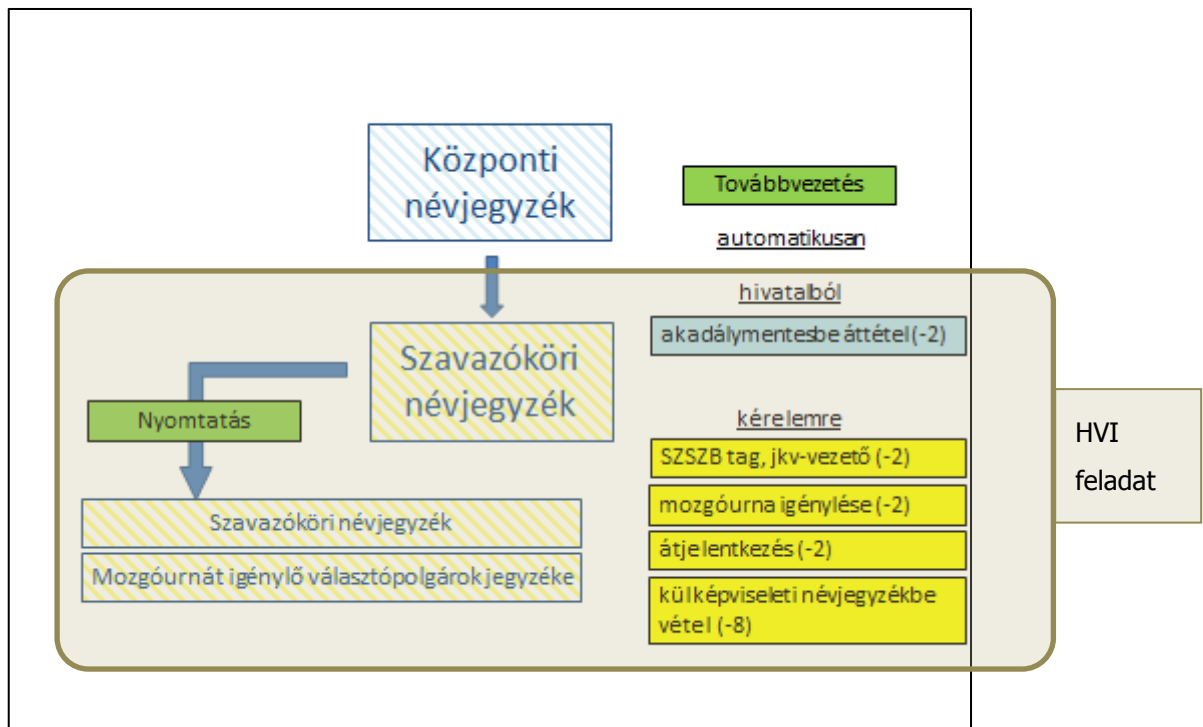 Központi
névjegyzék
Továbbvezetés
automatikusan
hivatalból
akadálymentesbe áttétel (-2)
Szavazóköri
névjegyzék
Nyomtatás
kérelemre
SZSZB tag, jkv-vezető (-2)
mozgóurna igénylése (-2)
átjelentkezés (-2)
külképviseleti névjegyzékbe
vétel (-8)
Szavazóköri névjegyzék
Mozgóurnát igénylő választópolgárok jegyzéke
HVI
feladat